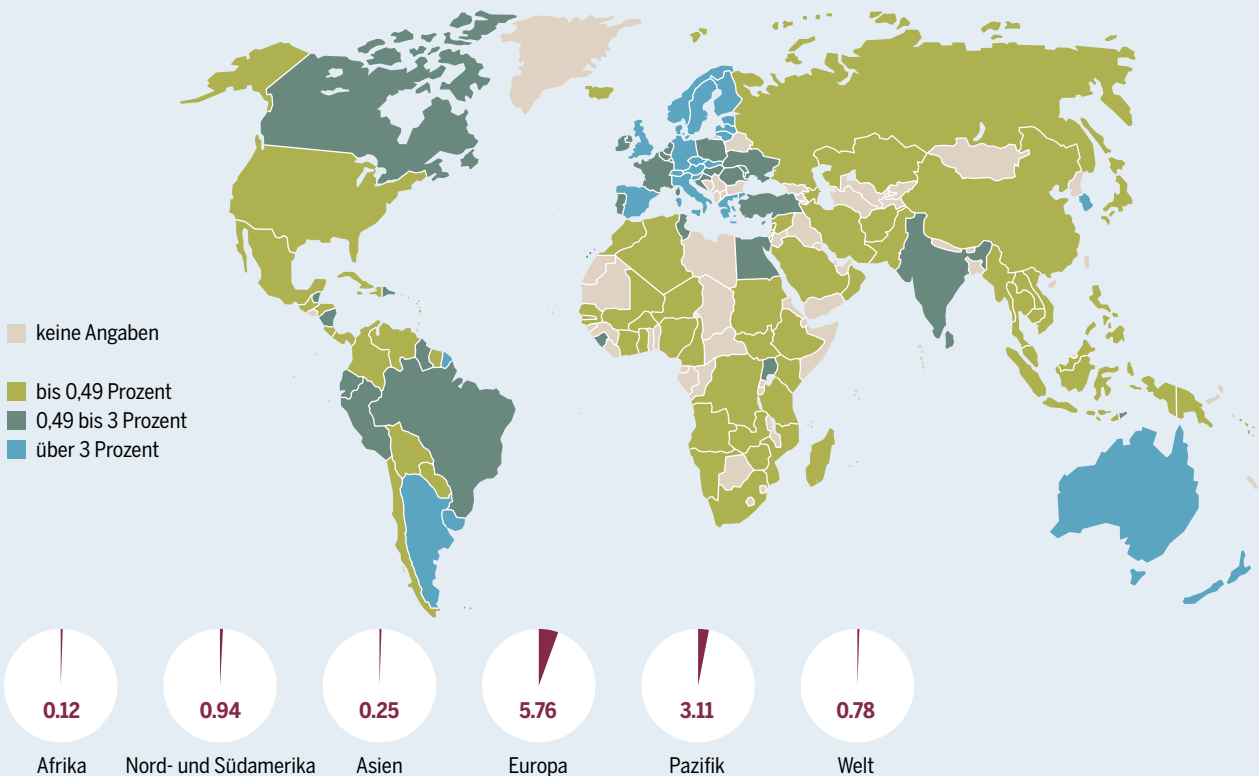 keine Angaben
bis 0,49 Prozent
0,49 bis 3 Prozent
über 3 Prozent
0.12
0.94
0.25
5.76
3.11
0.78
Afrika
Nord- und Südamerika
Asien
Europa
Pazifik
Welt